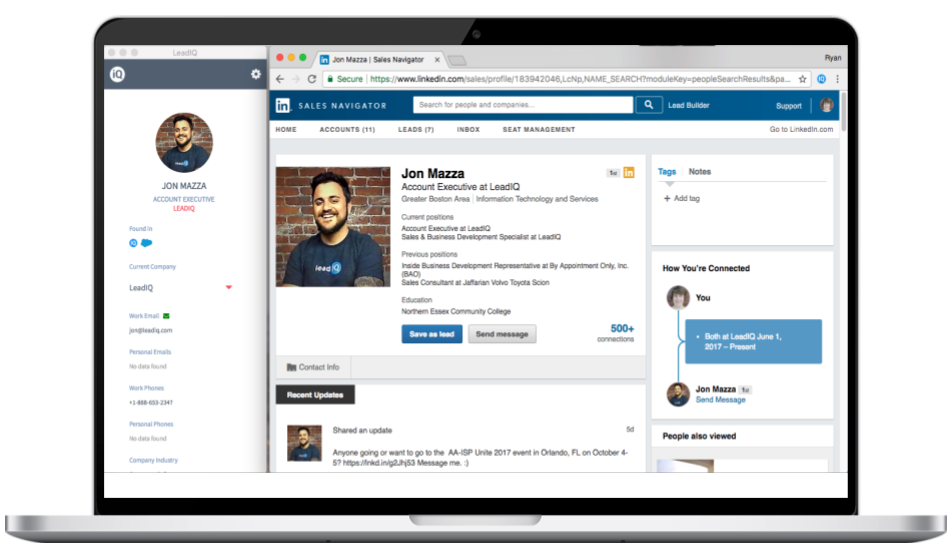 LeadIQ
iQ
JON MAZZA
ACCOUNT EXECUTIVE
LEADIQ
Found in
Current Company
LeadIQ
Work Email
jon@leadiq.com
Personal Emails
No data found
Work Phones
+1-888-653-2347
Personal Phones
No data found
Company Industry
Jon Mazza | Sales Navigator ×
Ryan
Secure | https://www.linkedin.com/sales/profile/183942046,LcNp,NAME_SEARCH?moduleKey=peopleSearchResults&pa...
in SALES NAVIGATOR
Search for people and companies...
Lead Builder
Support
HOME ACCOUNTS (11) LEADS (7) INBOX SEAT MANAGEMENT
Go to LinkedIn.com
lead iQ
Jon Mazza
1st in
Account Executive at LeadIQ
Greater Boston Area | Information Technology and Services
Current positions
Account Executive at LeadIQ
Sales & Business Development Specialist at LeadIQ
Previous positions
Inside Business Development Representative at By Appointment Only, Inc.
(BAO)
Sales Consultant at Jaffarian Volvo Toyota Scion
Education
Northern Essex Community College
Save as lead Send message
500+
connections
Contact Info
Recent Updates
Shared an update
5d
Anyone going or want to go to the AA-ISP Unite 2017 event in Orlando, FL on October 4-
5? https://lnkd.in/g2Jhj53 Message me. :)
Tags Notes
+ Add tag
How You're Connected
You
• Both at LeadIQ June 1,
2017 – Present
Jon Mazza 1st
Send Message
People also viewed